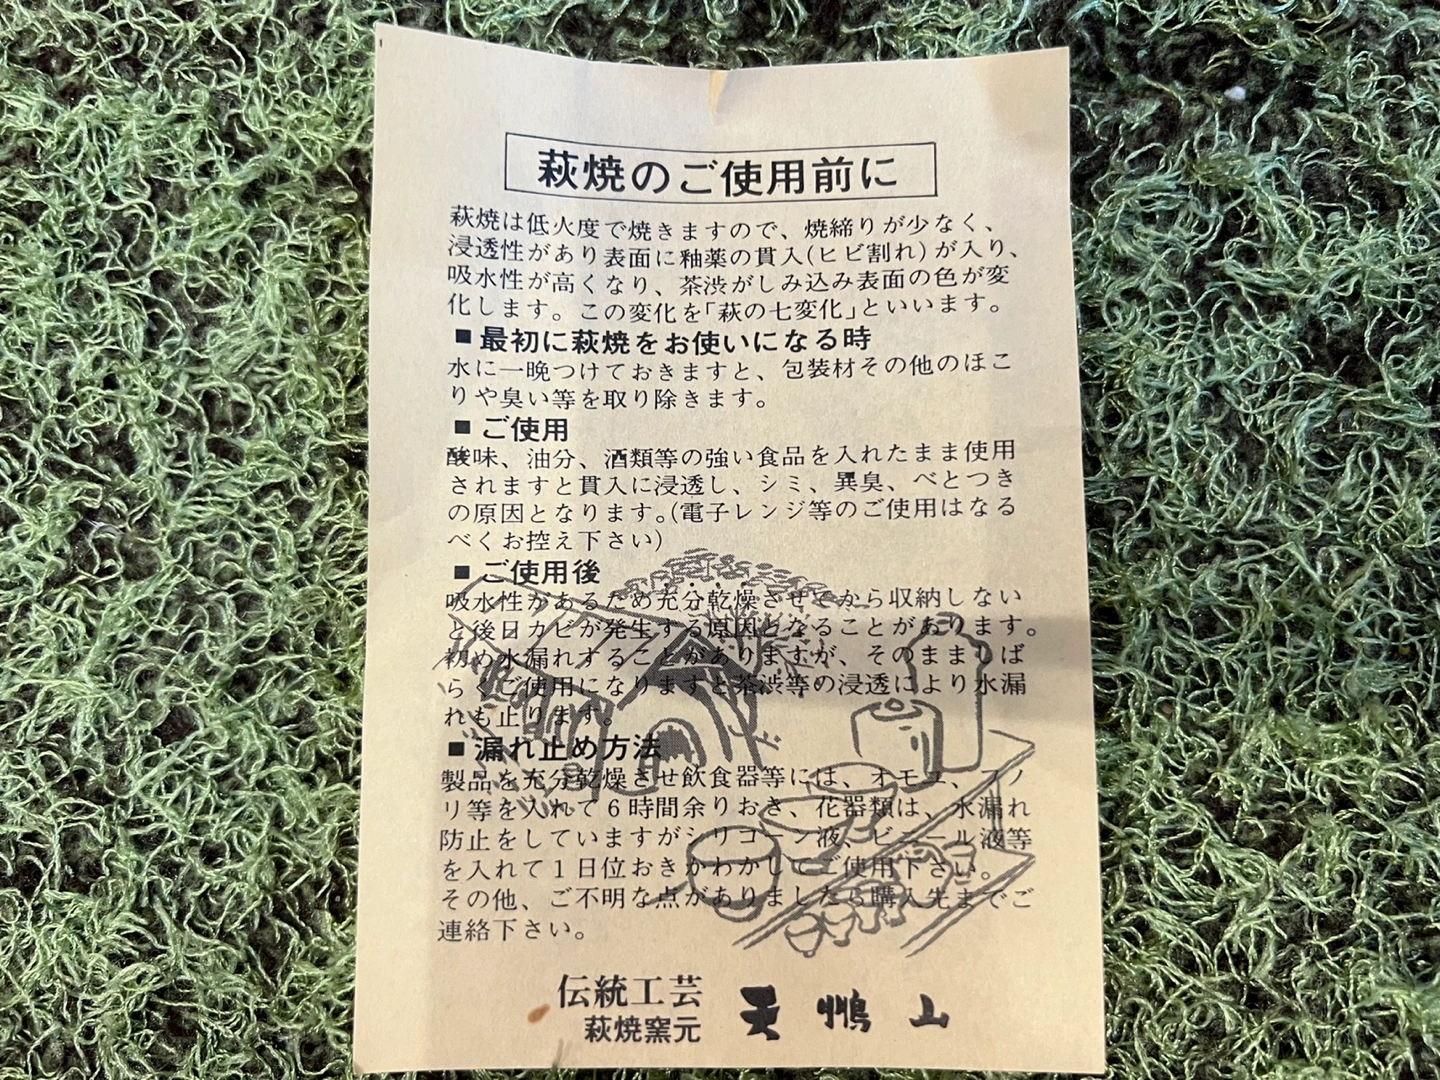 萩焼のご使用前に
萩焼は低火度で焼きますので、焼締りが少なく、
浸透性があり表面に釉薬の貫入(ヒビ割れ)が入り、
吸水性が高くなり、茶渋がしみ込み表面の色が変
化します。この変化を「萩の七変化」といいます。
■最初に萩焼をお使いになる時
水に一晩つけておきますと、包装材その他のほこ
りや臭い等を取り除きます。
■ご使用
酸味、油分、酒類等の強い食品を入れたまま使用
されますと貫入に浸透し、シミ、異臭、べとつき
の原因となります。(電子レンジ等のご使用はなる
べくお控え下さい)
■ご使用後
吸水性があるため充分乾燥させてから収納しない
と後日カビが発生する原因となることがあります。
初め水漏れすることがありますが、そのまましば
らくご使用になりますと茶渋等の浸透により水漏
れも止ります。
■漏れ止め方法
製品を充分乾燥させ飲食器等には、オモユ、フノ
リ等を入れて6時間余りおき、花器類は、水漏れ
防止をしていますがシリコーン液、ビニール液等
を入れて1日位おきかわかしてご使用下さい。
その他、ご不明な点がありましたら購入先までご
連絡下さい。
伝統工芸
萩焼窯元 天鵬山